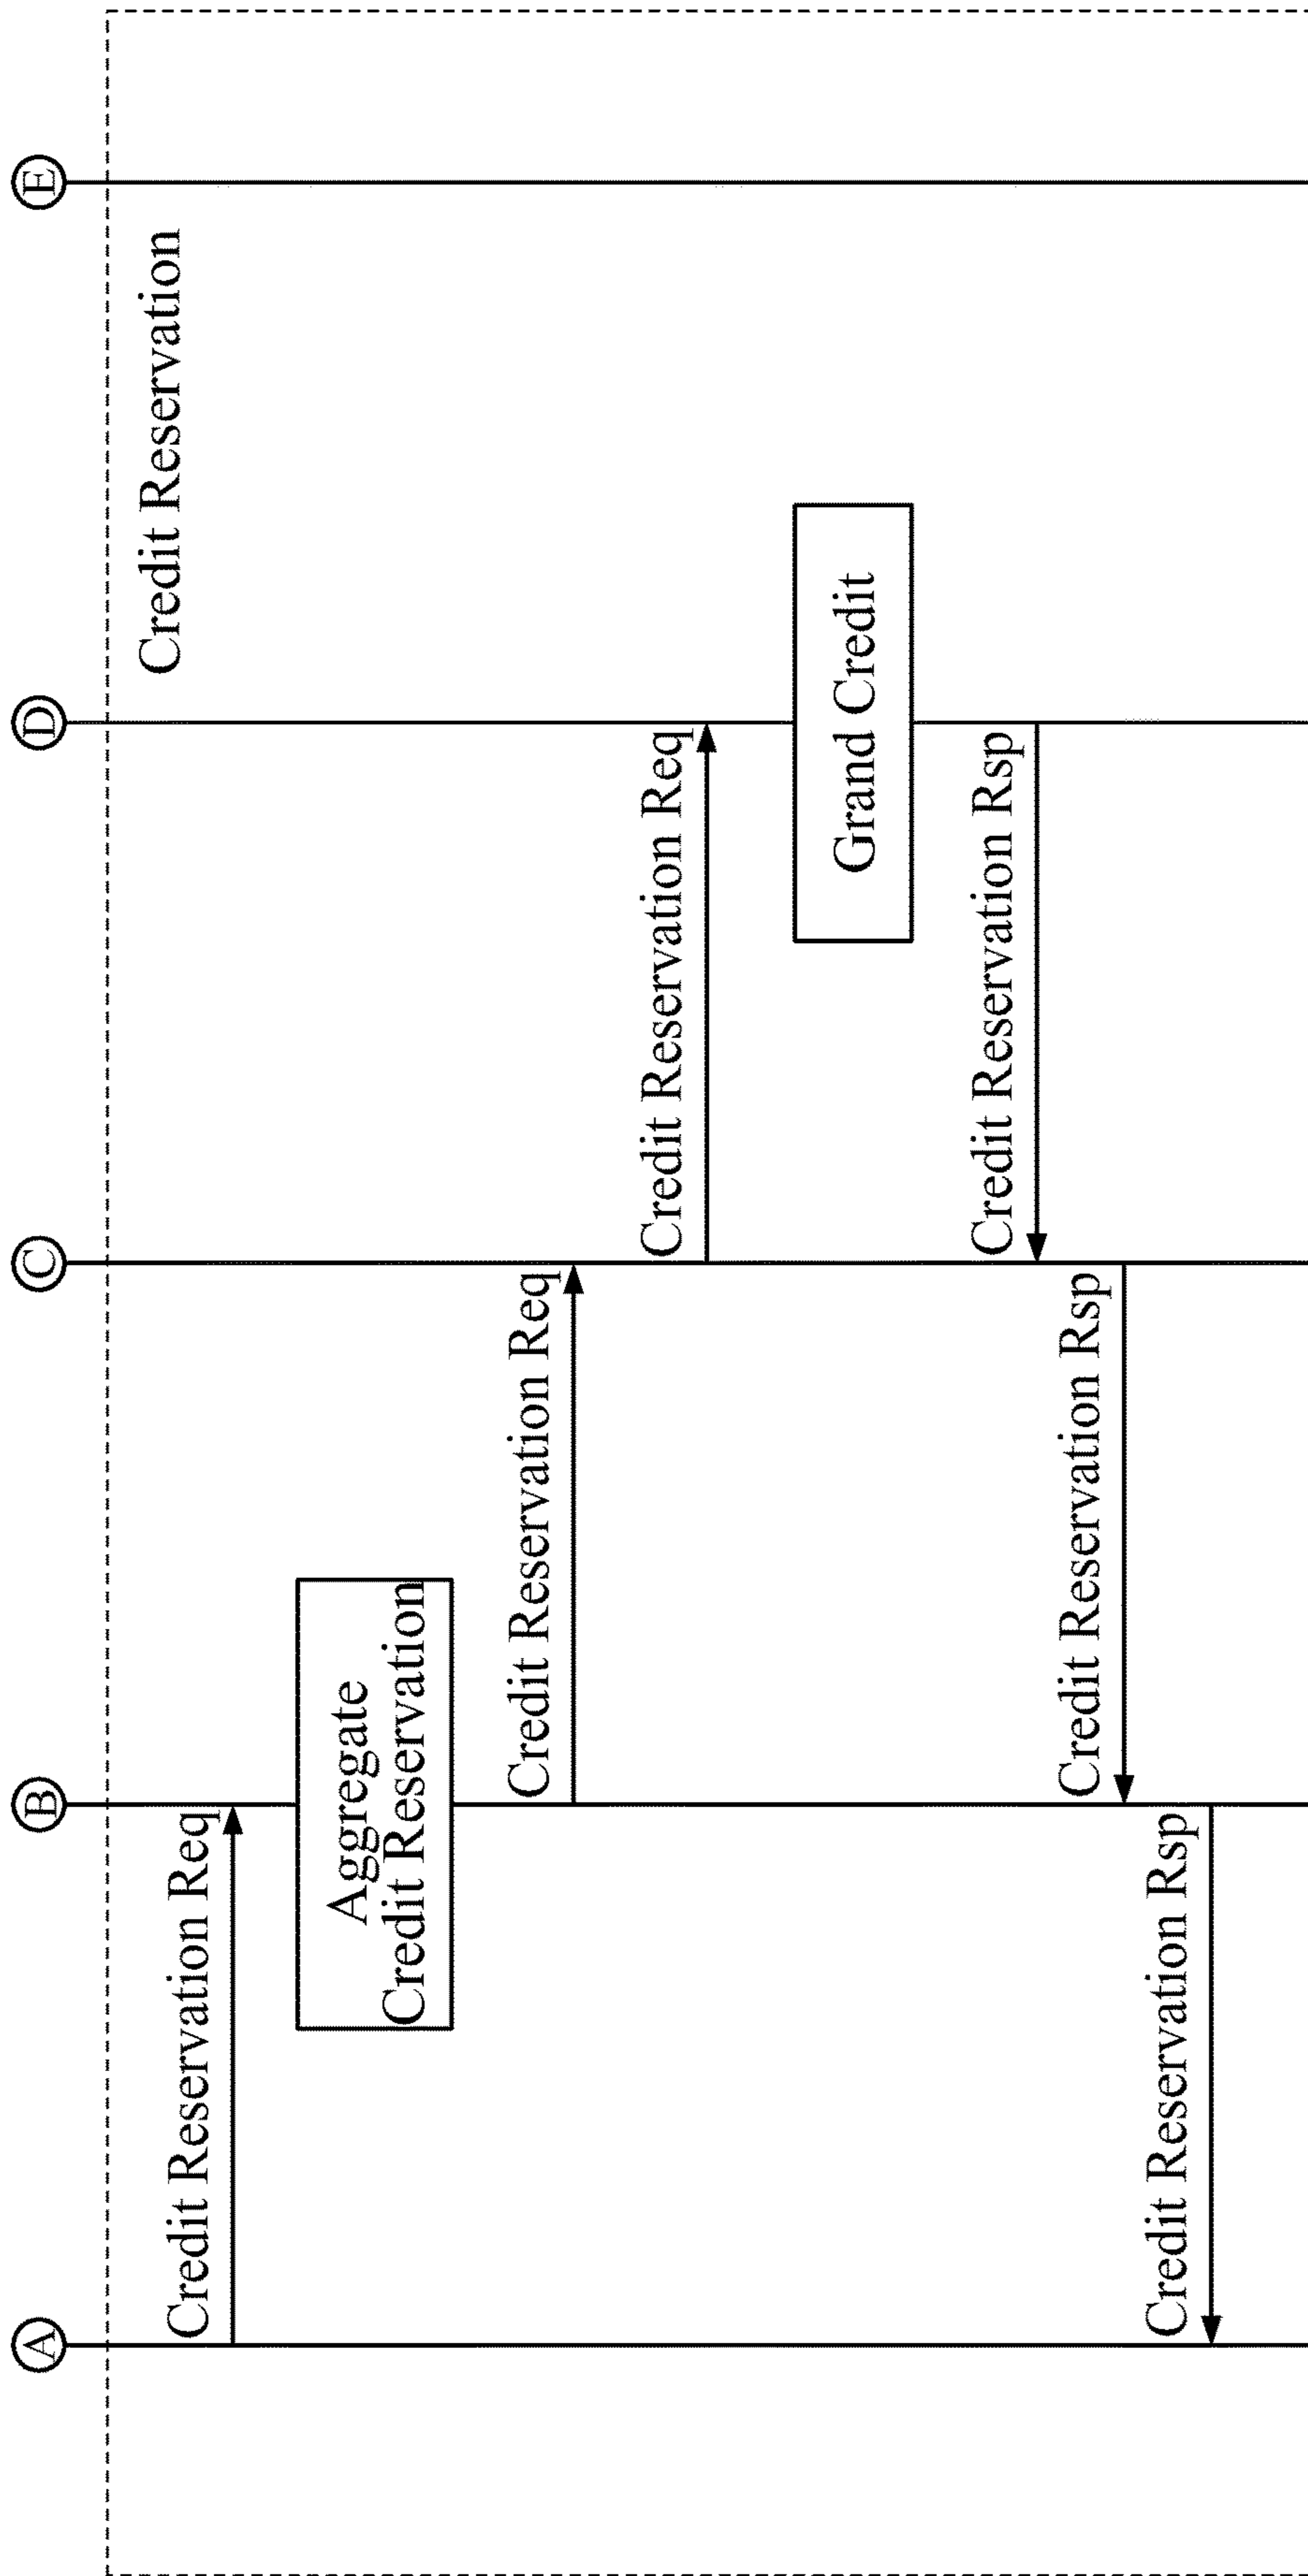 A
B
C
D
E
Credit Reservation
Credit Reservation Req
Aggregate
Credit Reservation
Credit Reservation Req
Credit Reservation Req
Grand Credit
Credit Reservation Rsp
Credit Reservation Rsp
Credit Reservation Rsp